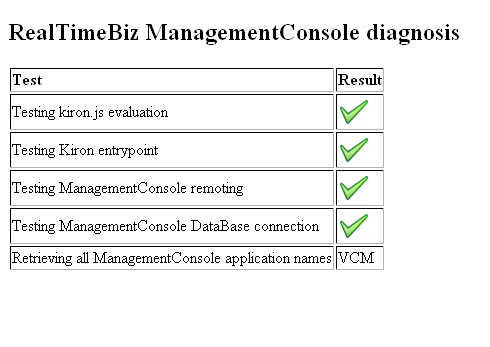 RealTimeBiz ManagementConsole diagnosis
Test Result
Testing kiron.js evaluation
Testing Kiron entrypoint
Testing ManagementConsole remoting
Testing ManagementConsole DataBase connection
Retrieving all ManagementConsole application names VCM